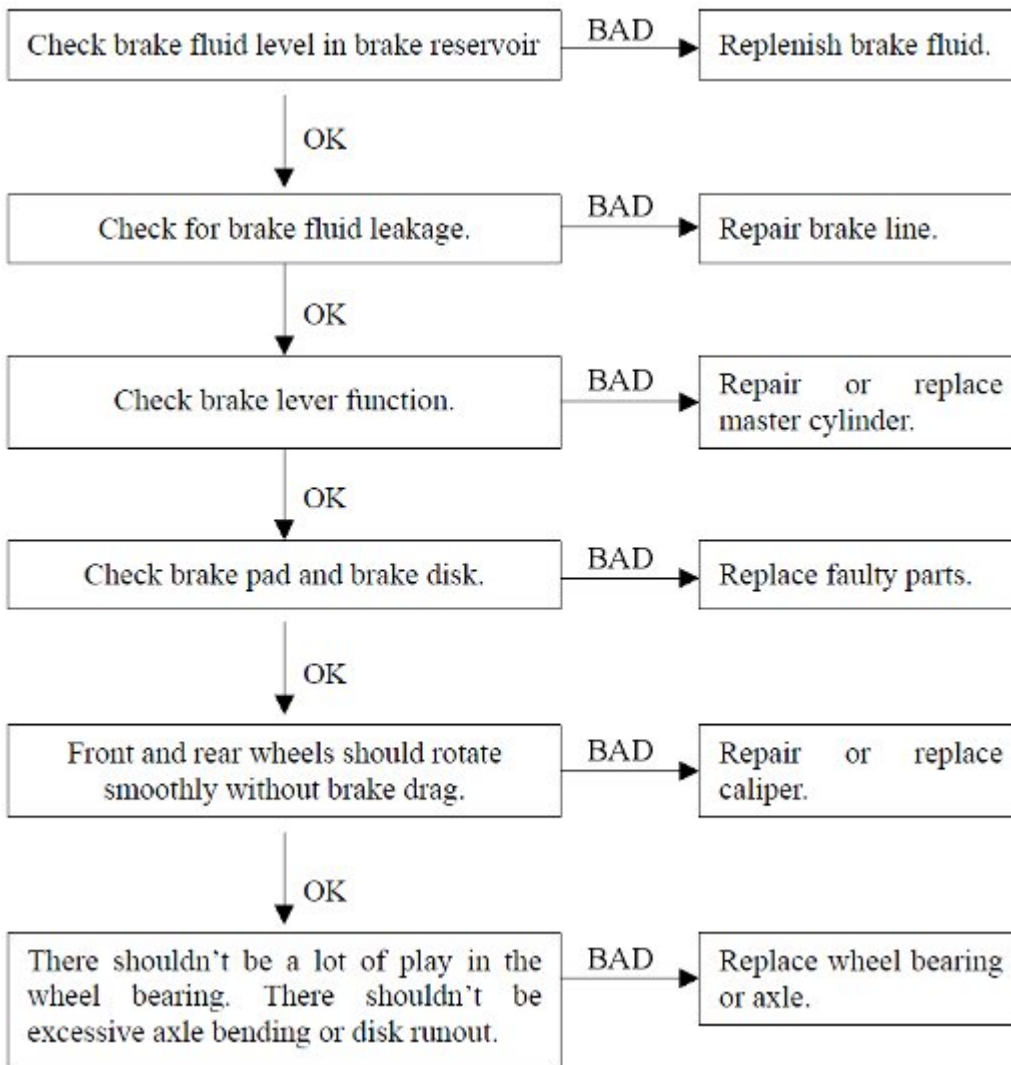 Check brake fluid level in brake reservoir
BAD
Replenish brake fluid.
OK
Check for brake fluid leakage.
BAD
Repair brake line.
OK
Check brake lever function.
BAD
Repair or replace
master cylinder.
OK
Check brake pad and brake disk.
BAD
Replace faulty parts.
OK
Front and rear wheels should rotate
smoothly without brake drag.
BAD
Repair or replace
caliper.
OK
There shouldn’t be a lot of play in the
wheel bearing. There shouldn’t be
excessive axle bending or disk runout.
BAD
Replace wheel bearing
or axle.